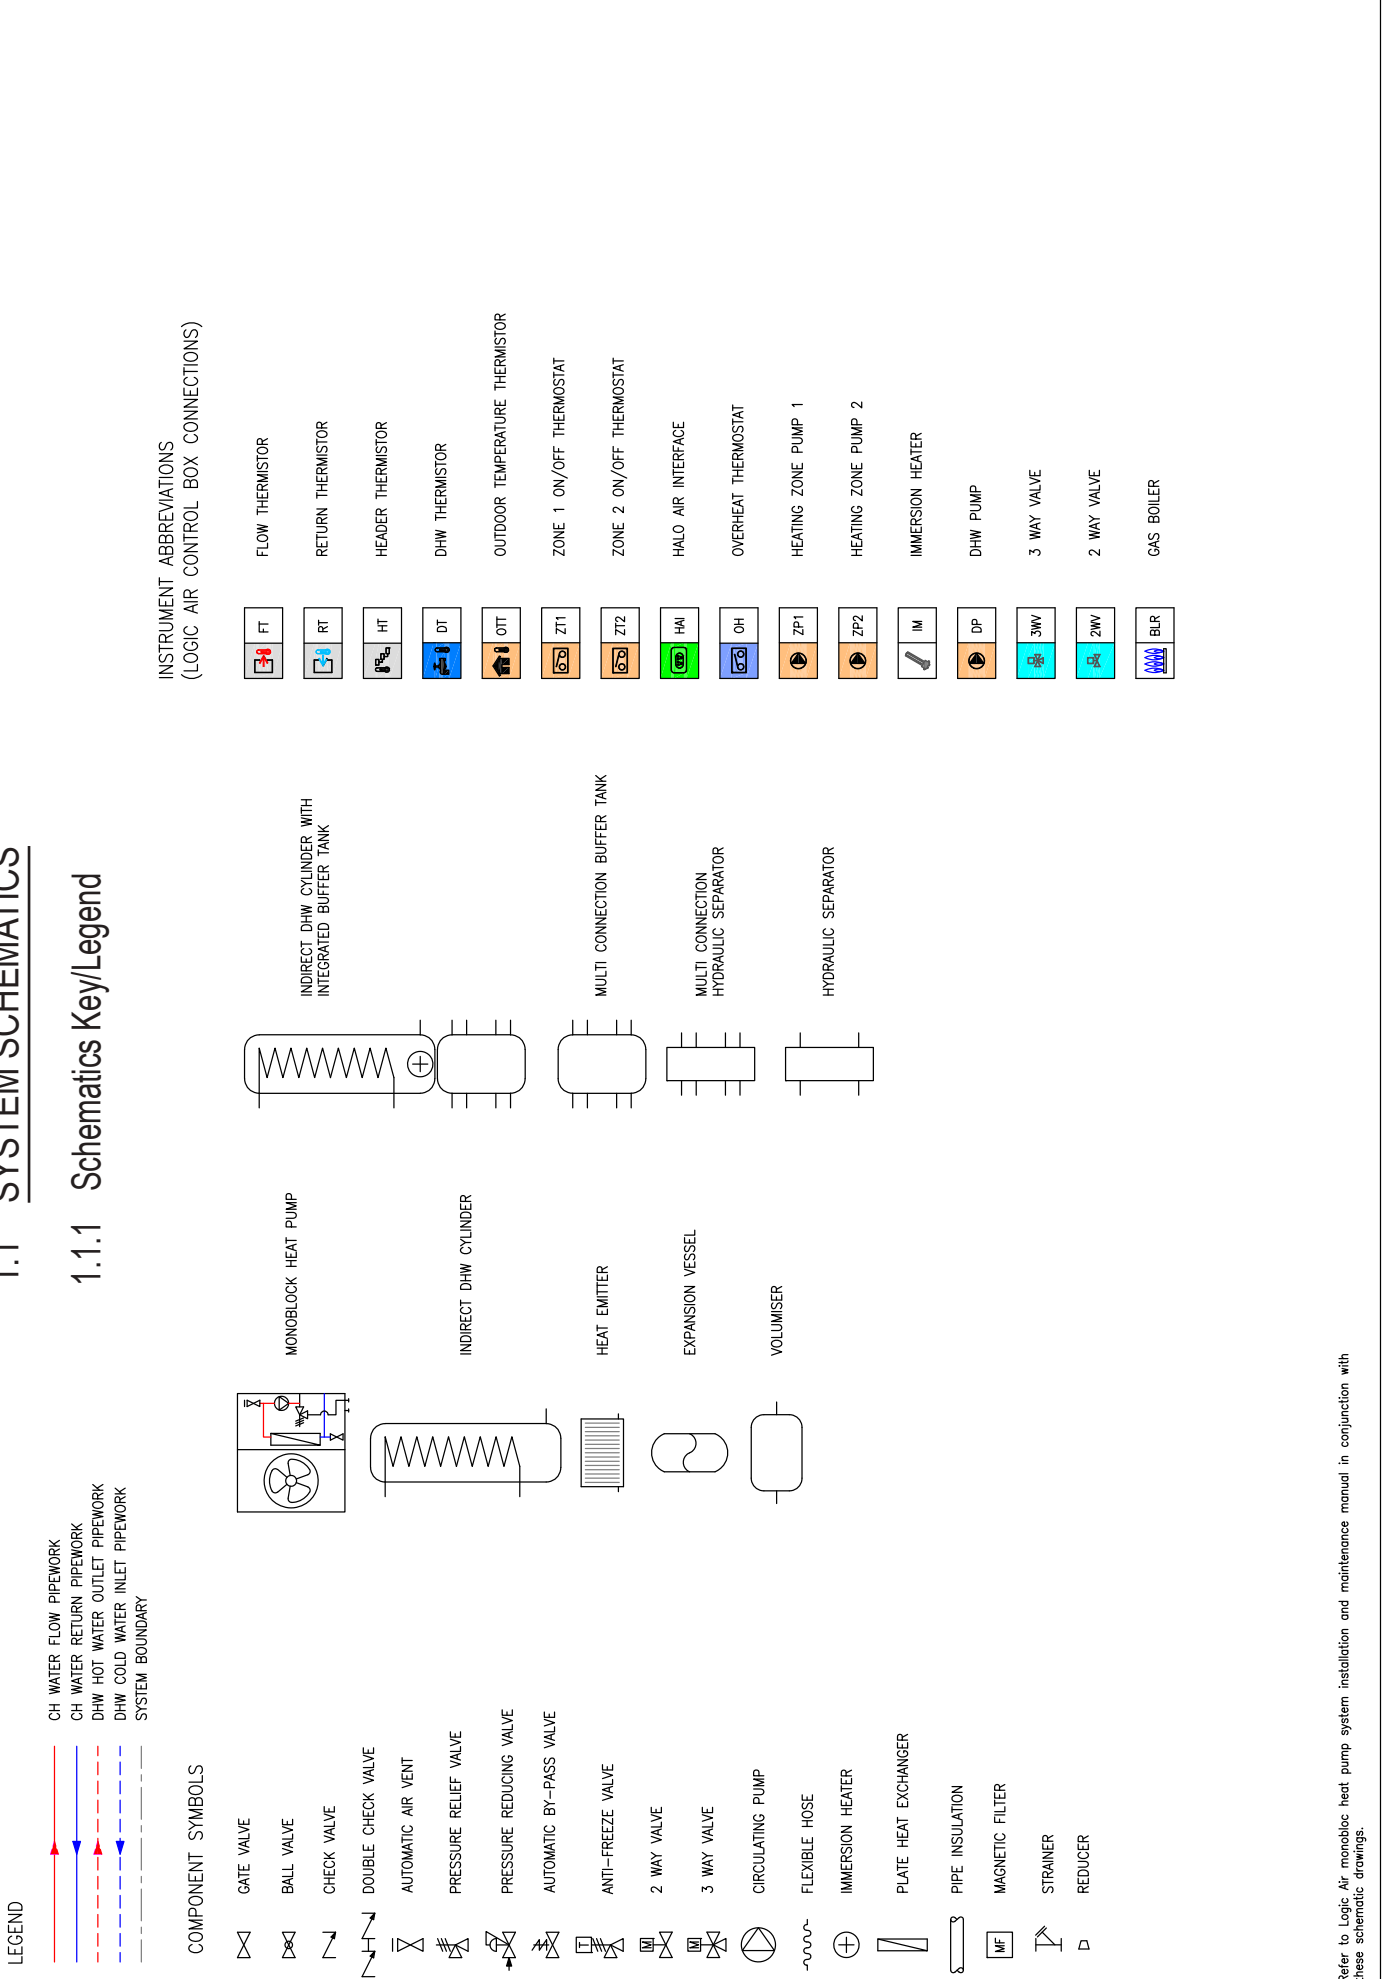 1.1 SYSTEM SCHEMATICS
1.1.1 Schematics Key/Legend
LEGEND
CH WATER FLOW PIPEWORK
CH WATER RETURN PIPEWORK
DHW HOT WATER OUTLET PIPEWORK
DHW COLD WATER INLET PIPEWORK
SYSTEM BOUNDARY
COMPONENT SYMBOLS
GATE VALVE
BALL VALVE
CHECK VALVE
DOUBLE CHECK VALVE
AUTOMATIC AIR VENT
PRESSURE RELIEF VALVE
PRESSURE REDUCING VALVE
AUTOMATIC BY-PASS VALVE
T ANTI-FREEZE VALVE
M 2 WAY VALVE
M 3 WAY VALVE
CIRCULATING PUMP
FLEXIBLE HOSE
IMMERSION HEATER
PLATE HEAT EXCHANGER
PIPE INSULATION
MF MAGNETIC FILTER
STRAINER
REDUCER
MONOBLOCK HEAT PUMP
INDIRECT DHW CYLINDER
HEAT EMITTER
EXPANSION VESSEL
VOLUMISER
INDIRECT DHW CYLINDER WITH
INTEGRATED BUFFER TANK
MULTI CONNECTION BUFFER TANK
MULTI CONNECTION
HYDRAULIC SEPARATOR
HYDRAULIC SEPARATOR
INSTRUMENT ABBREVIATIONS
(LOGIC AIR CONTROL BOX CONNECTIONS)
FT FLOW THERMISTOR
RT RETURN THERMISTOR
HT HEADER THERMISTOR
DT DHW THERMISTOR
OTT OUTDOOR TEMPERATURE THERMISTOR
ZT1 ZONE 1 ON/OFF THERMOSTAT
ZT2 ZONE 2 ON/OFF THERMOSTAT
HAI HALO AIR INTERFACE
OH OVERHEAT THERMOSTAT
ZP1 HEATING ZONE PUMP 1
ZP2 HEATING ZONE PUMP 2
IM IMMERSION HEATER
DP DHW PUMP
3WV 3 WAY VALVE
2WV 2 WAY VALVE
BLR GAS BOILER
Refer to Logic Air monobloc heat pump system installation and maintenance manual in conjunction with
these schematic drawings.